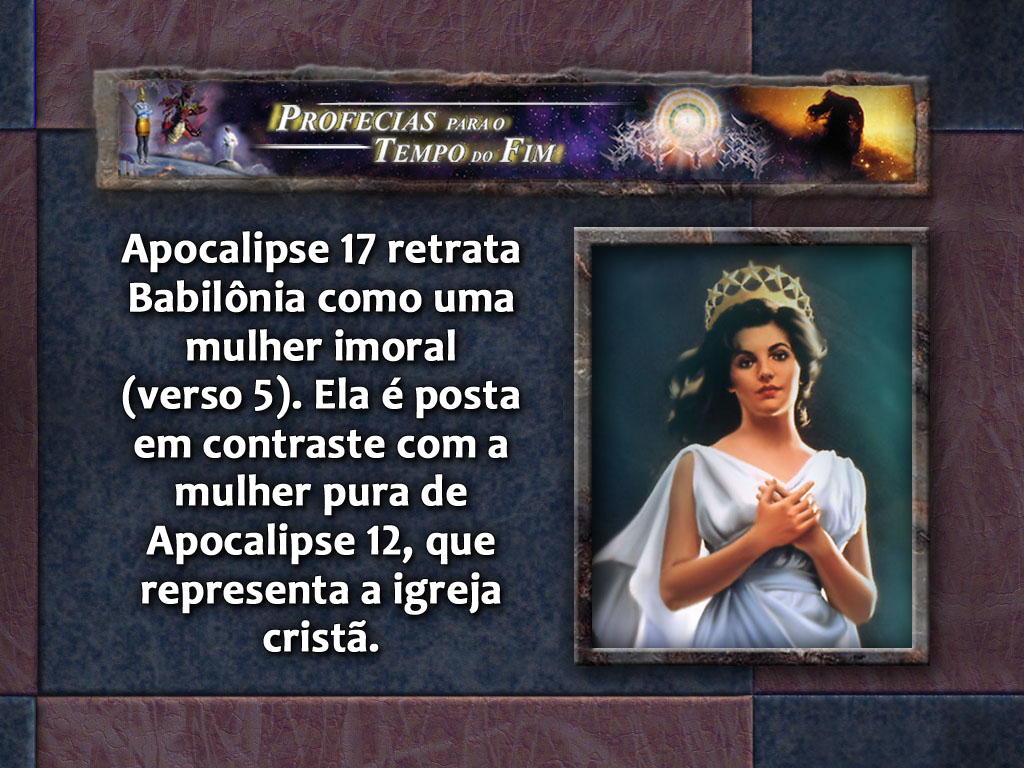 PROFECIAS PARA O
TEMPO DO FIM
Apocalipse 17 retrata
Babilônia como uma
mulher imoral
(verso 5). Ela é posta
em contraste com a
mulher pura de
Apocalipse 12, que
representa a igreja
cristã.